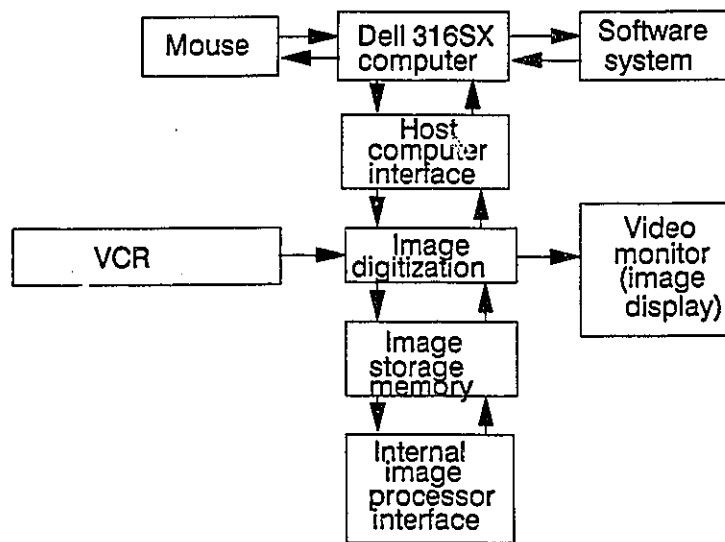 Mouse
Dell 316SX
computer
Software
system
Host
computer
interface
VCR
Image
digitization
Video
monitor
(image
display)
Image
storage
memory
Internal
image
processor
interface